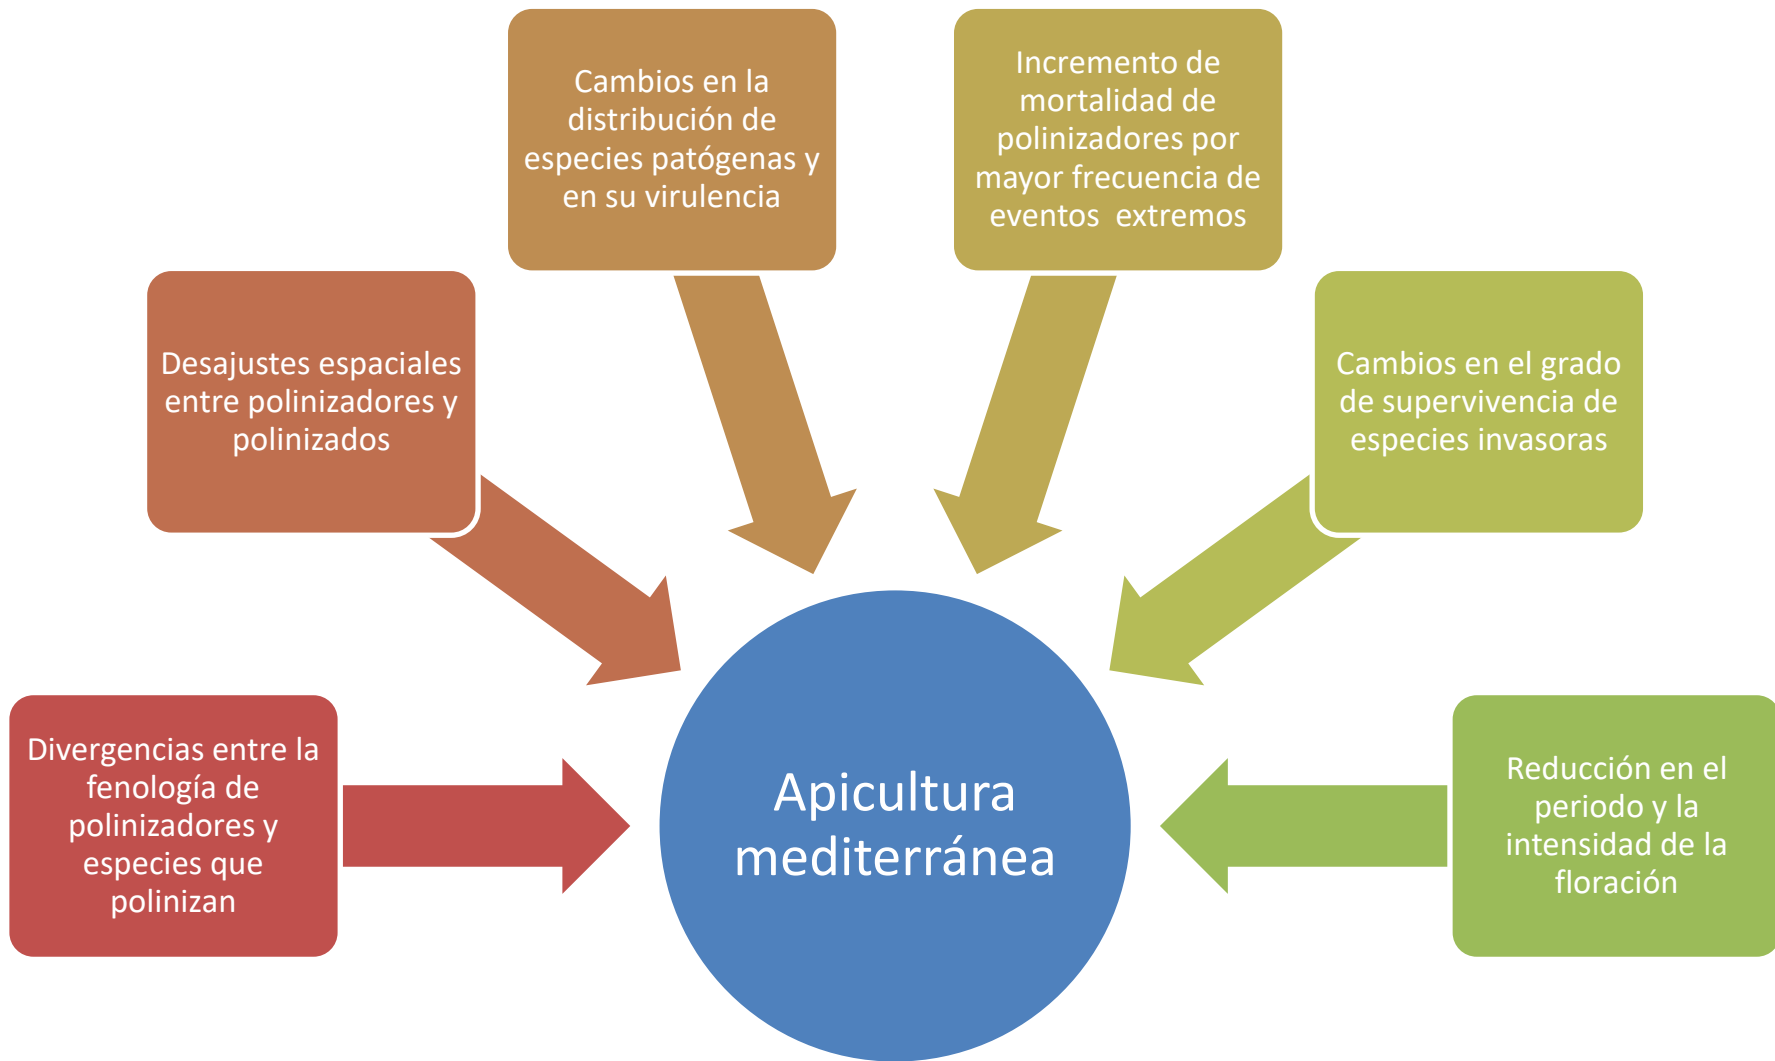 Cambios en la
distribución de
especies patógenas y
en su virulencia
Incremento de
mortalidad de
polinizadores por
mayor frecuencia de
eventos  extremos
Desajustes espaciales
entre polinizadores y
polinizados
Cambios en el grado
de supervivencia de
especies invasoras
Divergencias entre la
fenología de
polinizadores y
especies que
polinizan
Apicultura
mediterránea
Reducción en el
periodo y la
intensidad de la
floración